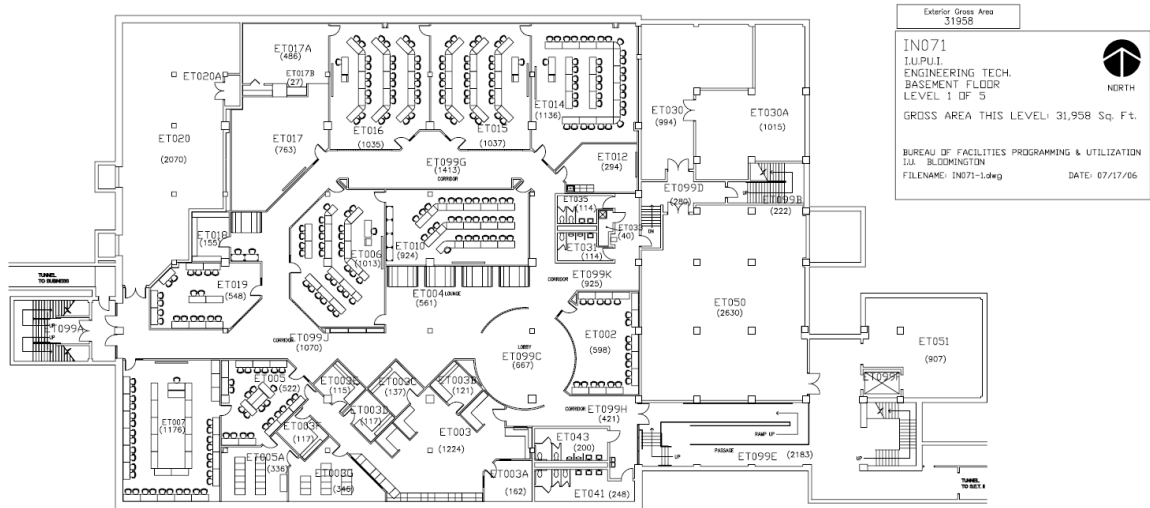 Exterior Gross Area
31958
IN071
I.U.P.U.I.
ENGINEERING TECH.
BASEMENT FLOOR
LEVEL 1 OF 5
NORTH
GROSS AREA THIS LEVEL: 31,958 Sq. Ft.
BUREAU OF FACILITIES PROGRAMMING & UTILIZATION
I.U. BLOOMINGTON
FILENAME: IN071-1.dwg DATE: 07/17/06
ET017A
(486)
ET017B
(27)
ET020A
ET020
(2070)
ET017
(763)
ET016
(1035)
ET015
(1037)
ET014
(1136)
ET012
(294)
ET030
(994)
ET030A
(1015)
ET099G
(1413)
CORRIDOR
ET099D
(280)
UP
ET099B
(222)
ET035
(114)
ET033
(40)
DN
ET031
(114)
ET018
(155)
ET006
(1013)
ET010
(924)
ET019
(548)
ET004
(561)
LOUNGE
CORRIDOR
ET099K
(925)
ET050
(2630)
TUNNEL
TO BUSINESS
ET099A
UP
ET099J
(1070)
CORRIDOR
LOBBY
ET099C
(667)
ET002
(598)
ET051
(907)
ET099F
ET005
(522)
ET003E
(115)
ET003C
(137)
ET003B
(121)
ET003D
(117)
ET007
(1176)
ET003F
(117)
ET003
(1224)
CORRIDOR
ET099H
(421)
ET043
(200)
ET005A
(336)
ET003G
(346)
ET003A
(162)
ET041 (248)
UP
RAMP UP
PASSAGE
ET099E (2183)
UP
UP
TUNNEL